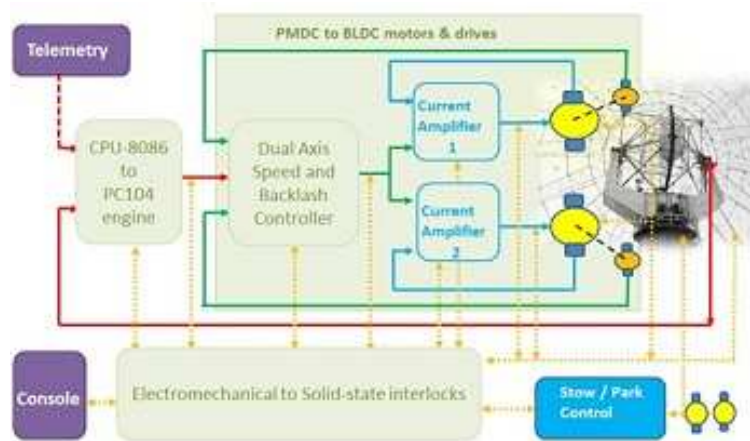 PMDC to BLDC motors & drives
Telemetry
CPU-8086
to
PC104
engine
Dual Axis
Speed and
Backlash
Controller
Current
Amplifier
1
Current
Amplifier
2
Console
Electromechanical to Solid-state interlocks
Stow / Park
Control